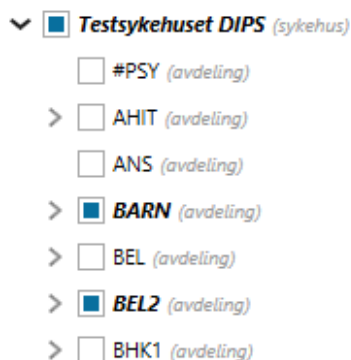 Testsykehuset DIPS (sykehus)
#PSY (avdeling)
AHIT (avdeling)
ANS (avdeling)
BARN (avdeling)
BEL (avdeling)
BEL2 (avdeling)
BHK1 (avdeling)